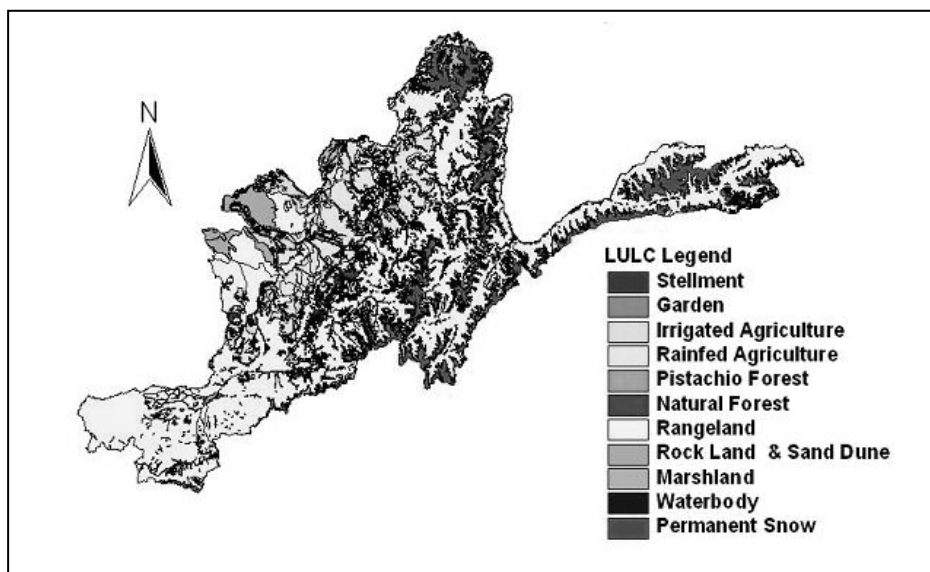 N
LULC Legend
Stellment
Garden
Irrigated Agriculture
Rainfed Agriculture
Pistachio Forest
Natural Forest
Rangeland
Rock Land & Sand Dune
Marshland
Waterbody
Permanent Snow